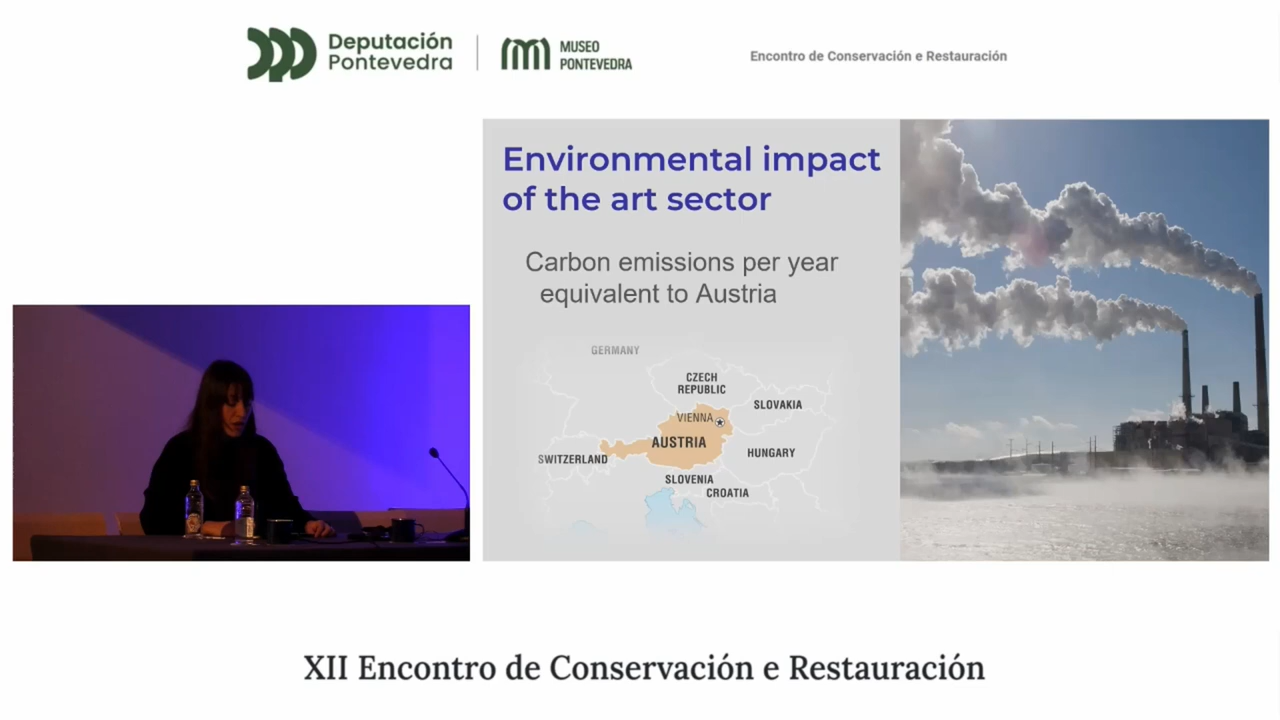 Deputación
Pontevedra
MUSEO
PONTEVEDRA
Encontro de Conservación e Restauración
Environmental impact
of the art sector
Carbon emissions per year
equivalent to Austria
GERMANY
CZECH
REPUBLIC
SLOVAKIA
VIENNA
AUSTRIA
HUNGARY
SWITZERLAND
SLOVENIA
CROATIA
XII Encontro de Conservación e Restauración